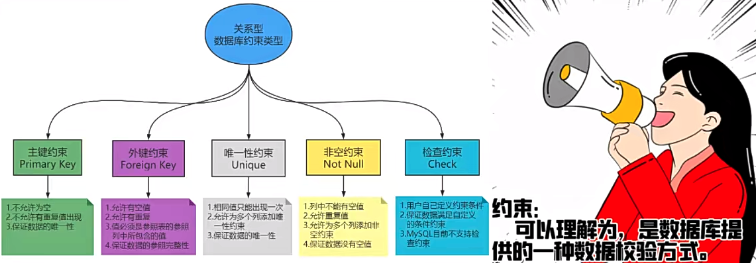 关系型
数据库约束类型
主键约束
Primary Key
外键约束
Foreign Key
唯一性约束
Unique
非空约束
Not Null
检查约束
Check
1.不允许为空
2.不允许有重复值出现
3.保证数据的唯一性
1.允许有空值
2.允许有重复
3.值必须是参照表的参照
列中所包含的值
4.保证数据的参照完整性
1.相同值只能出现一次
2.允许为多个列添加唯
一性约束
3.保证数据的唯一性
1.列中不能有空值
2.允许重复值
3.允许为多个列添加非
空约束
4.保证数据没有空值
1.用户自己定义约束条件
2.保证数据满足自定义
的条件约束
3.MySQL目前不支持检
查约束
约束:
可以理解为，是数据库提
供的一种数据校验方式。